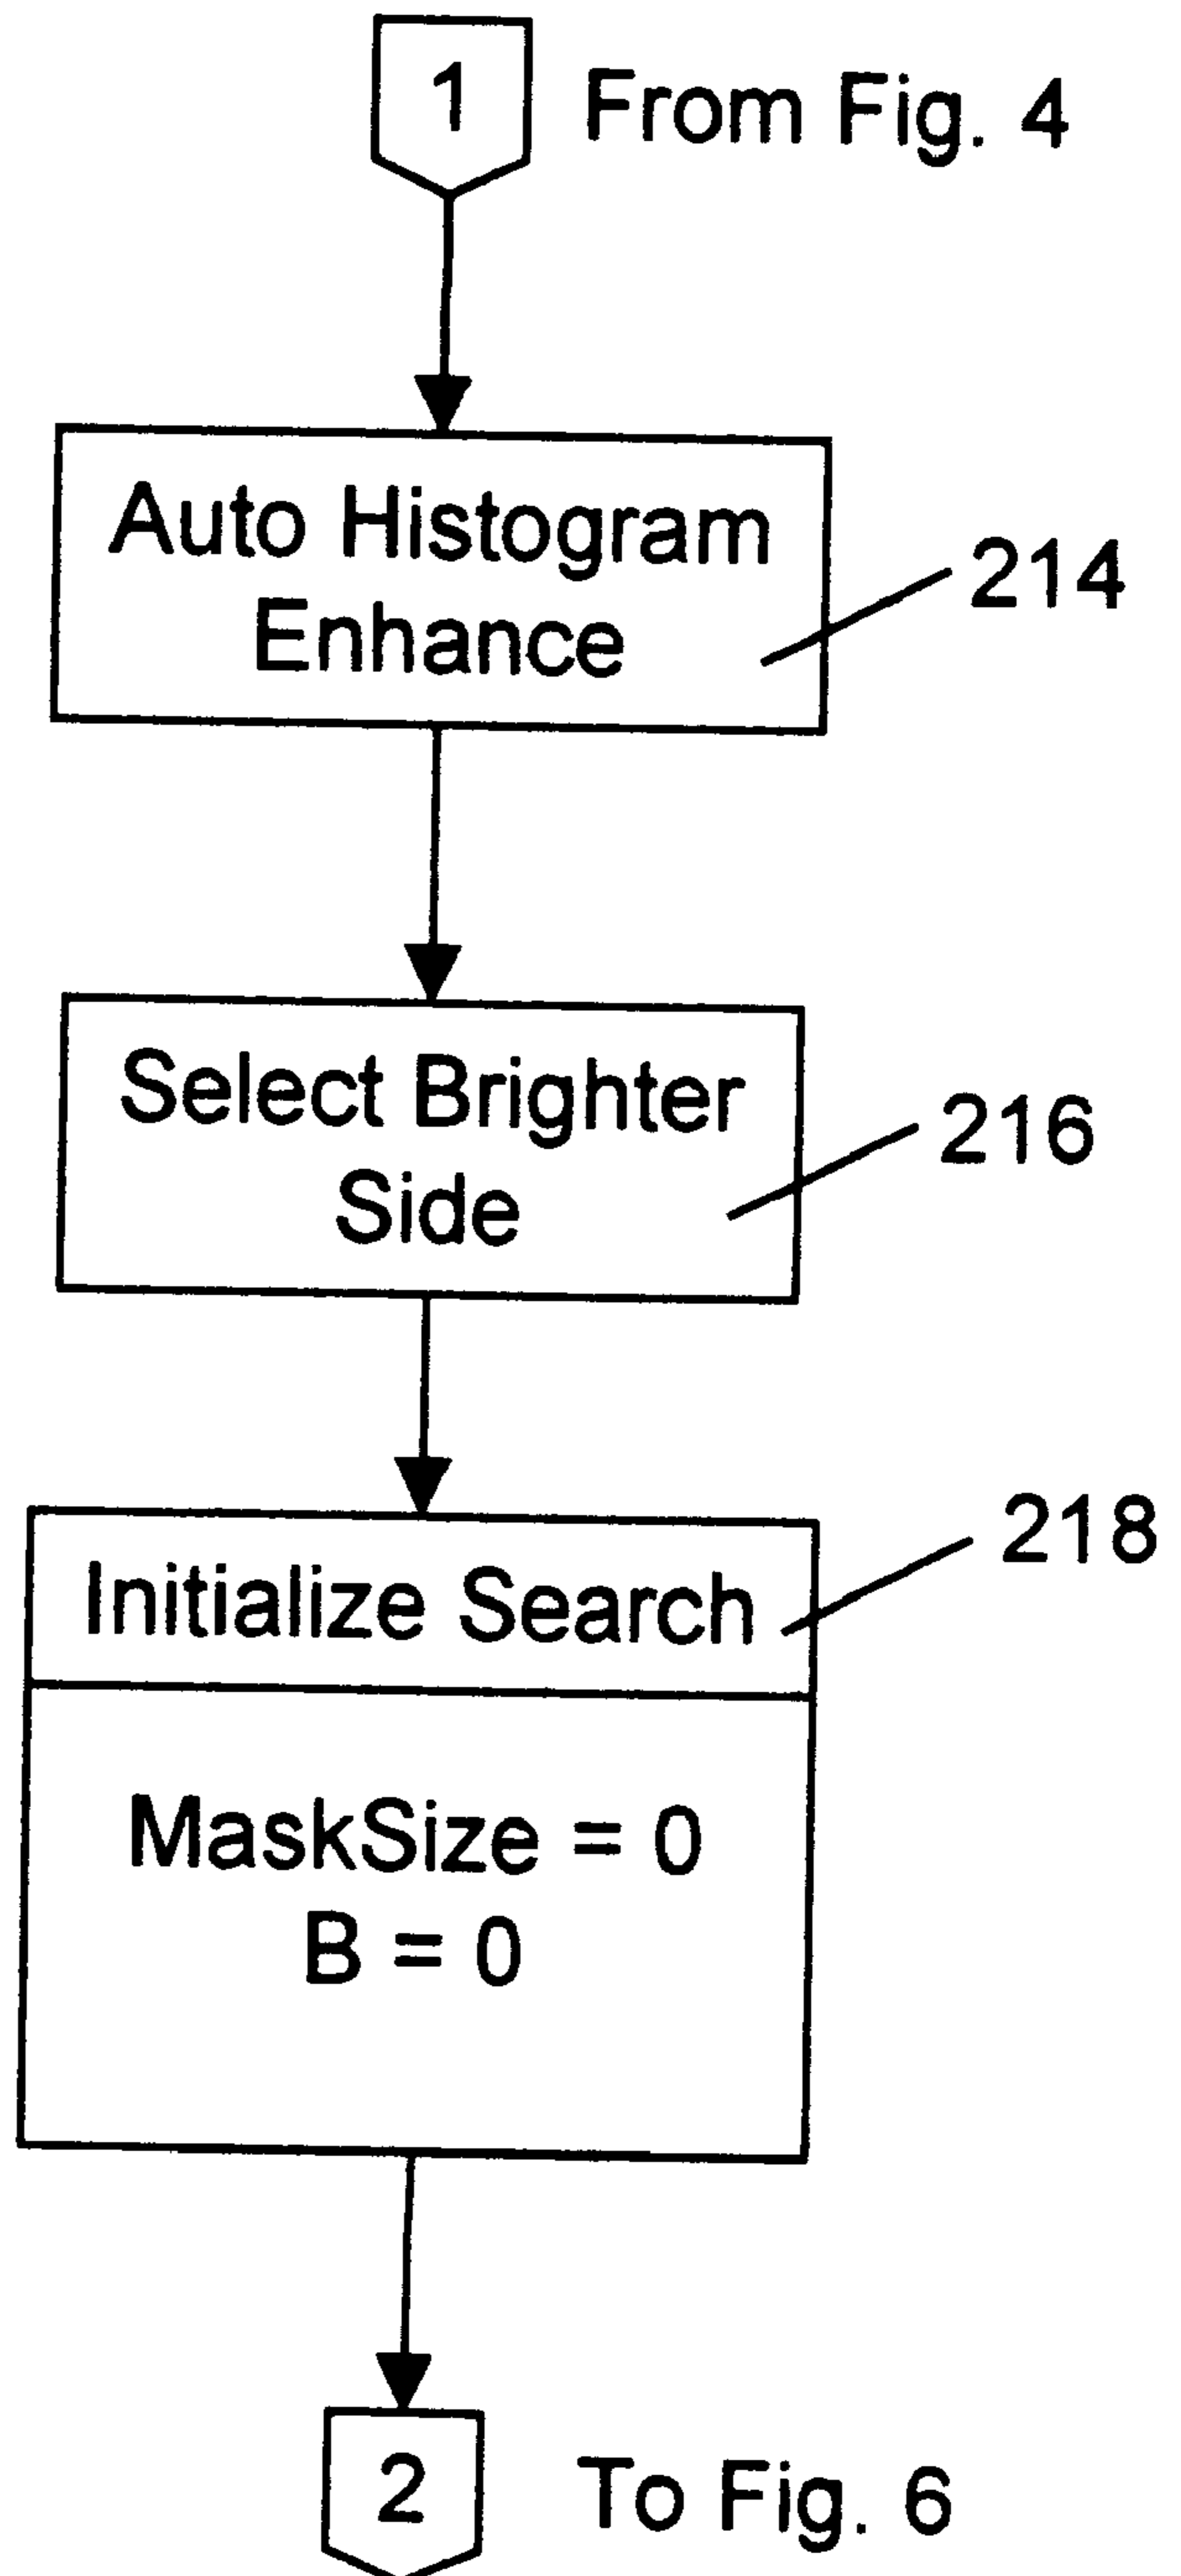 1 From Fig. 4
Auto Histogram
Enhance
214
Select Brighter
Side
216
Initialize Search
218
MaskSize = 0
B = 0
2 To Fig. 6